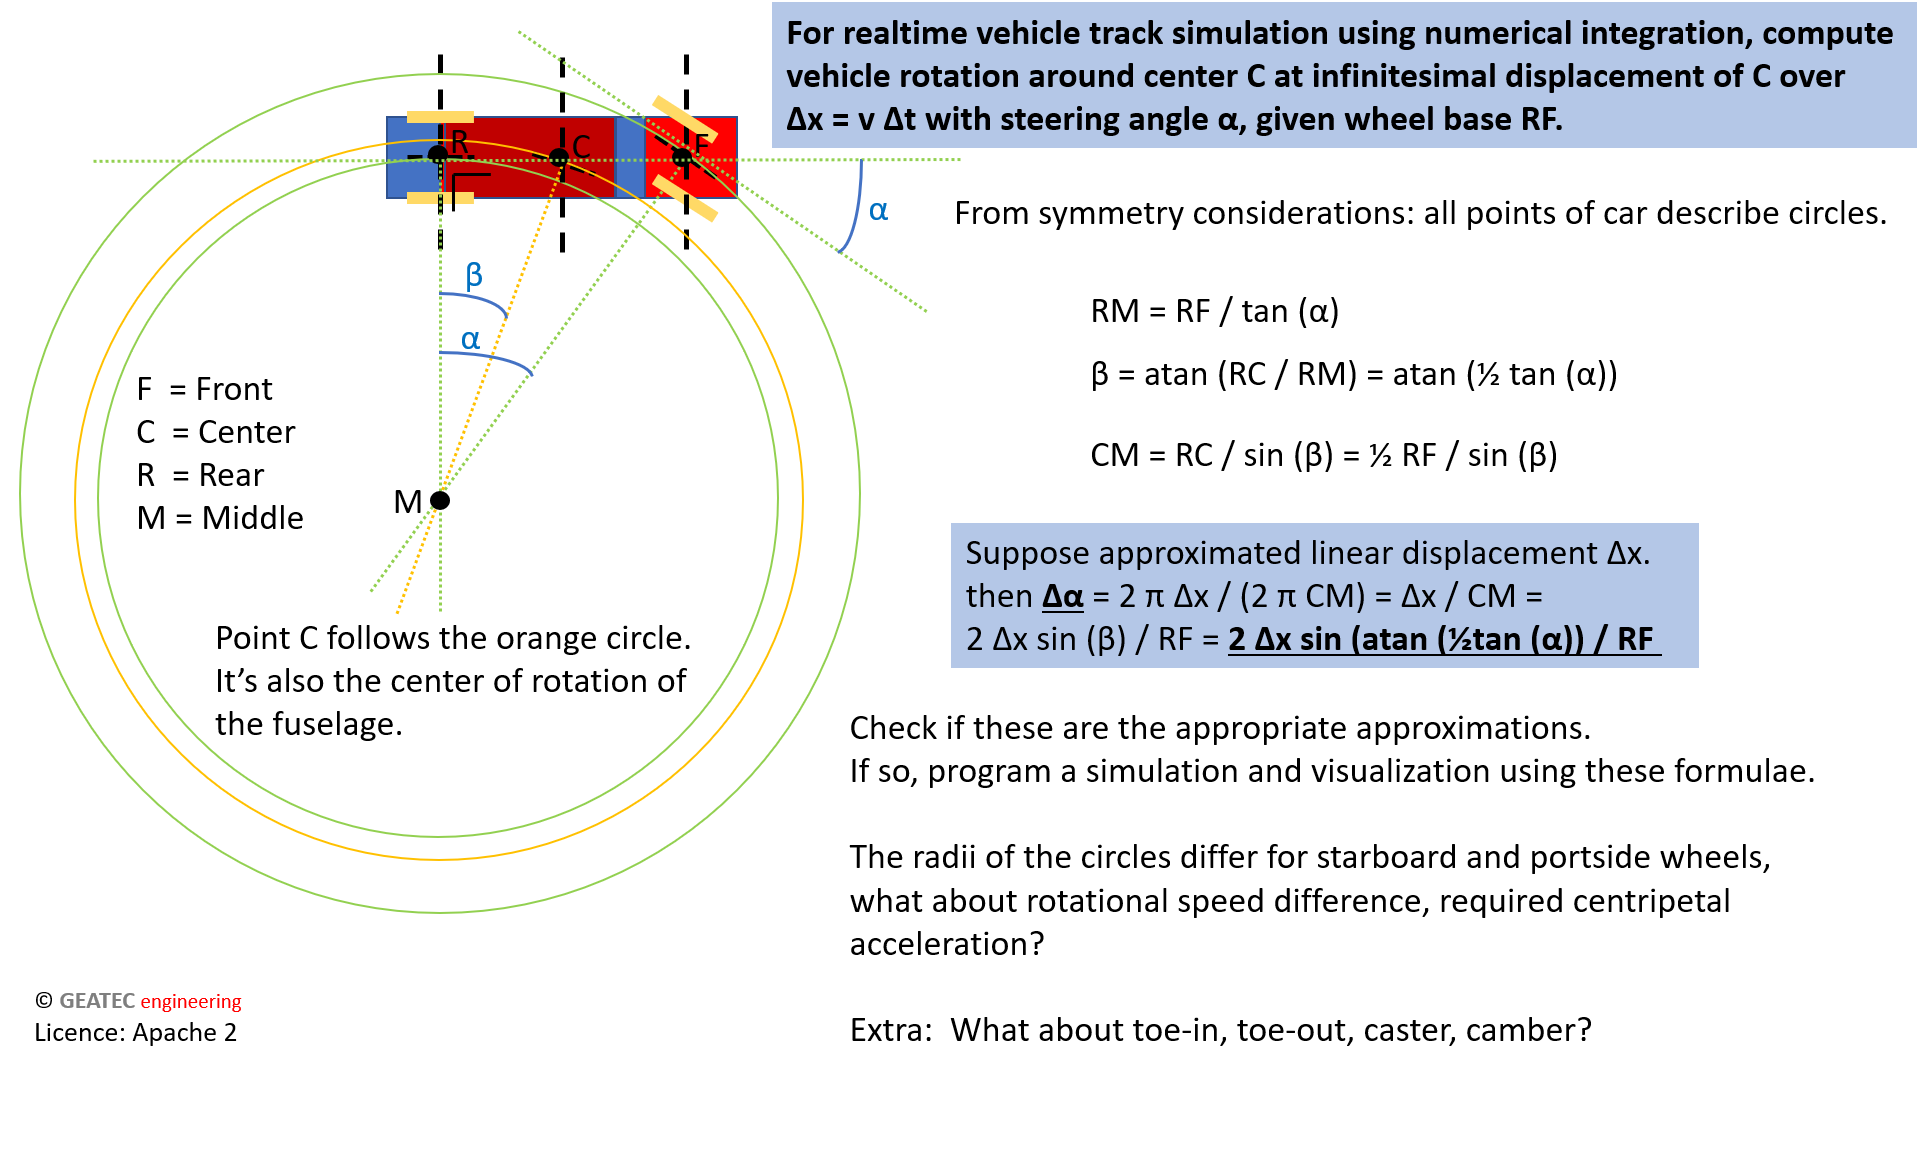 For realtime vehicle track simulation using numerical integration, compute
vehicle rotation around center C at infinitesimal displacement of C over
Δx = v Δt with steering angle α, given wheel base RF.
R
C
F
α
From symmetry considerations: all points of car describe circles.
β
α
RM = RF / tan (α)
β = atan (RC / RM) = atan (½ tan (α))
CM = RC / sin (β) = ½ RF / sin (β)
F = Front
C = Center
R = Rear
M = Middle
M
Suppose approximated linear displacement Δx.
then Δα = 2 π Δx / (2 π CM) = Δx / CM =
2 Δx sin (β) / RF = 2 Δx sin (atan (½tan (α)) / RF
Point C follows the orange circle.
It’s also the center of rotation of
the fuselage.
Check if these are the appropriate approximations.
If so, program a simulation and visualization using these formulae.
The radii of the circles differ for starboard and portside wheels,
what about rotational speed difference, required centripetal
acceleration?
Extra: What about toe-in, toe-out, caster, camber?
© GEATEC engineering
Licence: Apache 2